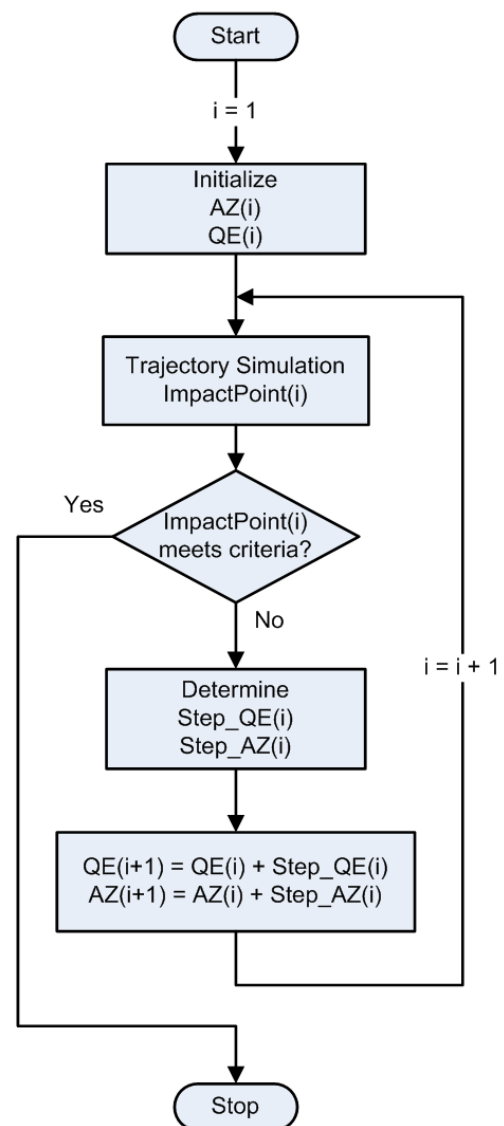 Start
i = 1
Initialize
AZ(i)
QE(i)
Trajectory Simulation
ImpactPoint(i)
Yes
ImpactPoint(i)
meets criteria?
No
i = i + 1
Determine
Step_QE(i)
Step_AZ(i)
QE(i+1) = QE(i) + Step_QE(i)
AZ(i+1) = AZ(i) + Step_AZ(i)
Stop